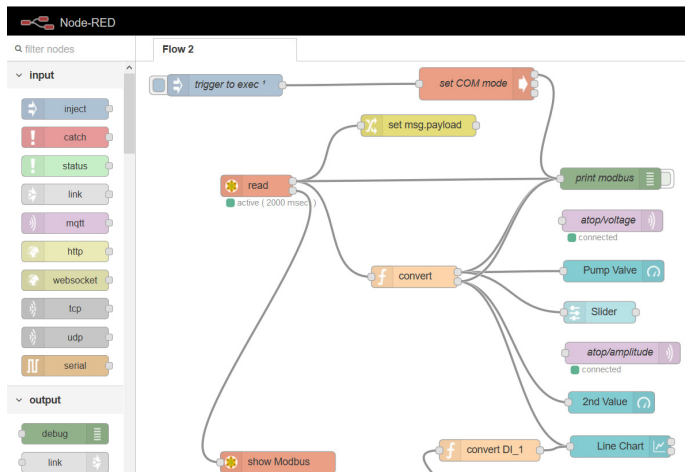 Node-RED
filter nodes
Flow 2
input
inject
catch
status
link
mqtt
http
websocket
tcp
udp
serial
output
debug
link
trigger to exec ¹
set COM mode
set msg.payload
read
active ( 2000 msec )
print modbus
atop/voltage
connected
convert
Pump Valve
Slider
atop/amplitude
connected
2nd Value
convert DI_1
Line Chart
show Modbus